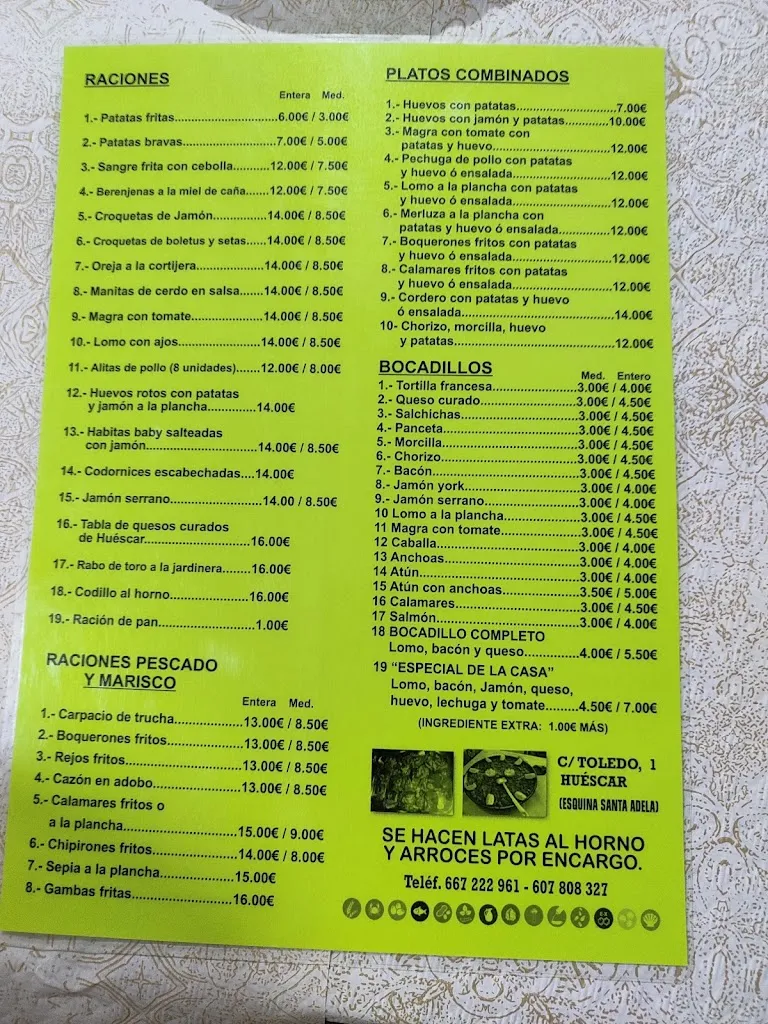 RACIONES
Entera Med.
1.- Patatas fritas..............................6.00€ / 3.00€
2.- Patatas bravas...........................7.00€ / 5.00€
3.- Sangre frita con cebolla...........12.00€ / 7.50€
4.- Berenjenas a la miel de caña.......12.00€ / 7.50€
5.- Croquetas de Jamón................14.00€ / 8.50€
6.- Croquetas de boletus y setas......14.00€ / 8.50€
7.- Oreja a la cortijera....................14.00€ / 8.50€
8.- Manitas de cerdo en salsa.......14.00€ / 8.50€
9.- Magra con tomate.....................14.00€ / 8.50€
10.- Lomo con ajos........................14.00€ / 8.50€
11.- Alitas de pollo (8 unidades).......12.00€ / 8.00€
12.- Huevos rotos con patatas
y jamón a la plancha..............14.00€
13.- Habitas baby salteadas
con jamón................................14.00€ / 8.50€
14.- Codornices escabechadas....14.00€
15.- Jamón serrano..........................14.00 / 8.50€
16.- Tabla de quesos curados
de Huéscar...............................16.00€
17.- Rabo de toro a la jardinera........16.00€
18.- Codillo al horno.......................16.00€
19.- Ración de pan.........................1.00€
RACIONES PESCADO
Y MARISCO
Entera Med.
1.- Carpacio de trucha....................13.00€ / 8.50€
2.- Boquerones fritos.......................13.00€ / 8.50€
3.- Rejos fritos..................................13.00€ / 8.50€
4.- Cazón en adobo.........................13.00€ / 8.50€
5.- Calamares fritos o
a la plancha.................................15.00€ / 9.00€
6.- Chipirones fritos.........................14.00€ / 8.00€
7.- Sepia a la plancha......................15.00€
8.- Gambas fritas.............................16.00€
PLATOS COMBINADOS
1.- Huevos con patatas.............................7.00€
2.- Huevos con jamón y patatas............10.00€
3.- Magra con tomate con
patatas y huevo..................................12.00€
4.- Pechuga de pollo con patatas
y huevo ó ensalada.............................12.00€
5.- Lomo a la plancha con patatas
y huevo ó ensalada.............................12.00€
6.- Merluza a la plancha con
patatas y huevo ó ensalada...............12.00€
7.- Boquerones fritos con patatas
y huevo ó ensalada.............................12.00€
8.- Calamares fritos con patatas
y huevo ó ensalada.............................12.00€
9.- Cordero con patatas y huevo
ó ensalada............................................14.00€
10- Chorizo, morcilla, huevo
y patatas..............................................12.00€
BOCADILLOS
Med. Entero
1.- Tortilla francesa.......................3.00€ / 4.00€
2.- Queso curado..........................3.00€ / 4.50€
3.- Salchichas................................3.00€ / 4.50€
4.- Panceta.....................................3.00€ / 4.50€
5.- Morcilla.....................................3.00€ / 4.50€
6.- Chorizo......................................3.00€ / 4.50€
7.- Bacón........................................3.00€ / 4.50€
8.- Jamón york...............................3.00€ / 4.00€
9.- Jamón serrano.........................3.00€ / 4.00€
10 Lomo a la plancha....................3.00€ / 4.50€
11 Magra con tomate.....................3.00€ / 4.50€
12 Caballa.......................................3.00€ / 4.00€
13 Anchoas.....................................3.00€ / 4.00€
14 Atún............................................3.00€ / 4.00€
15 Atún con anchoas.....................3.50€ / 5.00€
16 Calamares..................................3.00€ / 4.50€
17 Salmón.......................................3.00€ / 4.00€
18 BOCADILLO COMPLETO
Lomo, bacón y queso...............4.00€ / 5.50€
19 “ESPECIAL DE LA CASA”
Lomo, bacón, Jamón, queso,
huevo, lechuga y tomate.........4.50€ / 7.00€
(INGREDIENTE EXTRA: 1.00€ MÁS)
C/ TOLEDO, 1
HUÉSCAR
(ESQUINA SANTA ADELA)
SE HACEN LATAS AL HORNO
Y ARROCES POR ENCARGO.
Teléf. 667 222 961 - 607 808 327